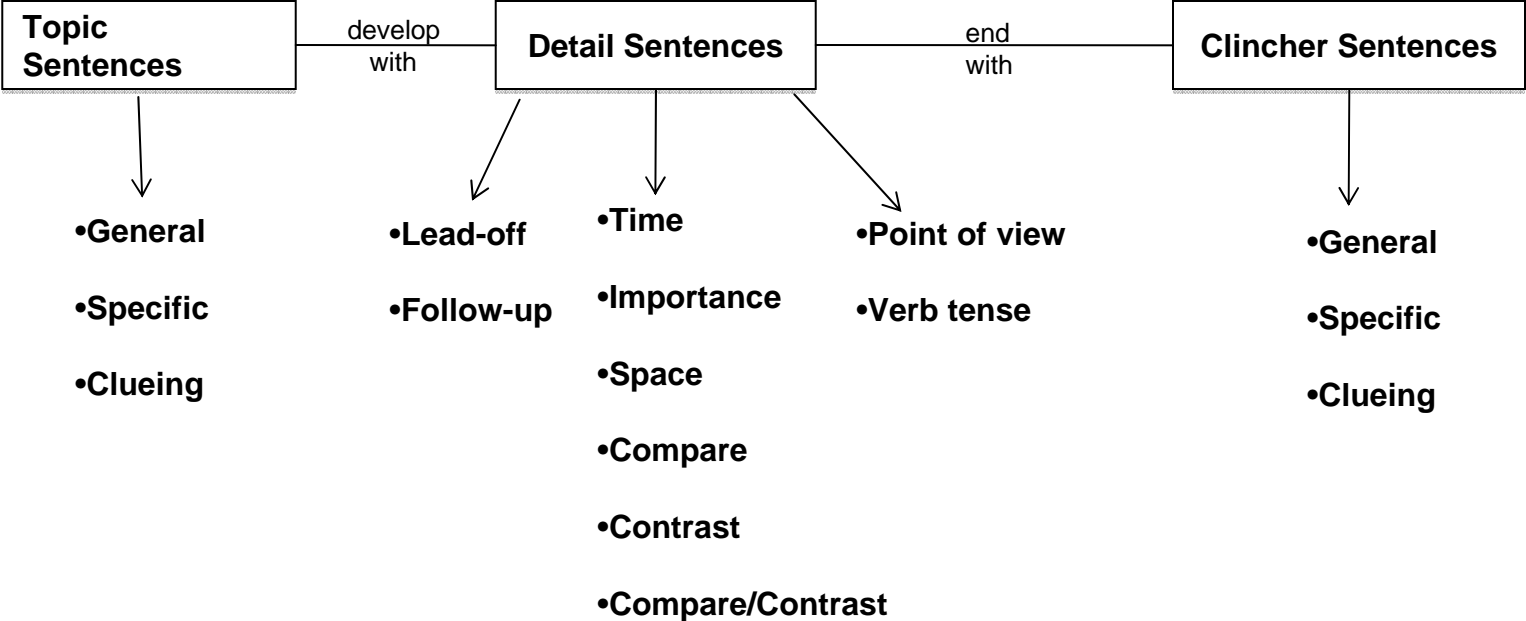 Topic
Sentences
develop
with
Detail Sentences
end
with
Clincher Sentences
•General
•Specific
•Clueing
•Lead-off
•Follow-up
•Time
•Importance
•Space
•Compare
•Contrast
•Compare/Contrast
•Point of view
•Verb tense
•General
•Specific
•Clueing